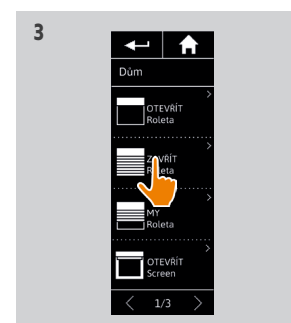 3
Dům
OTEVŘÍT
Roleta
ZAVŘÍT
Roleta
MY
Roleta
OTEVŘÍT
Screen
1/3